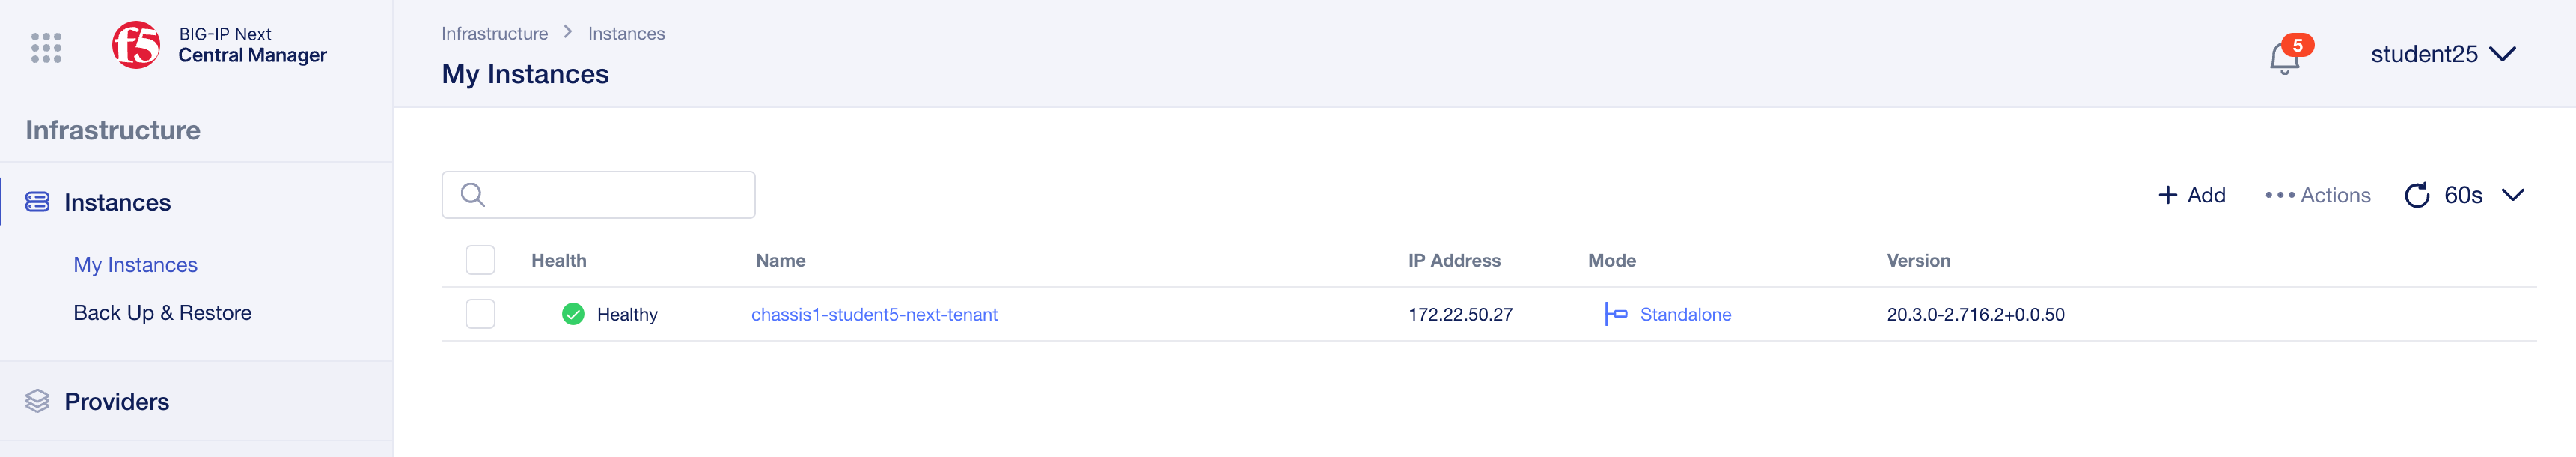 f5
BIG-IP Next
Central Manager
Infrastructure
Instances
My Instances
Back Up & Restore
Providers
Infrastructure > Instances
My Instances
5
student25
+ Add
••• Actions
60s
Health Name IP Address Mode Version
Healthy chassis1-student5-next-tenant 172.22.50.27 Standalone 20.3.0-2.716.2+0.0.50